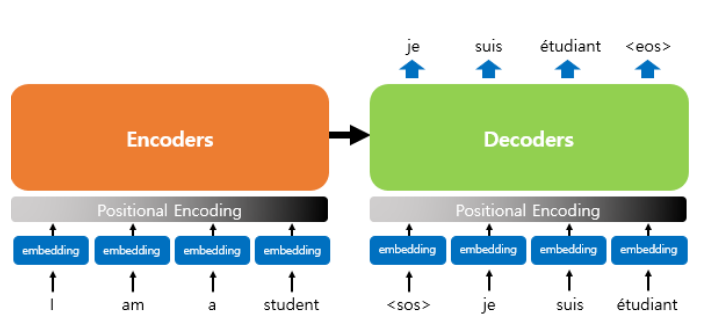 je suis étudiant <eos>
Encoders Decoders
Positional Encoding Positional Encoding
embedding embedding embedding embedding embedding embedding embedding embedding
I am a student <sos> je suis étudiant